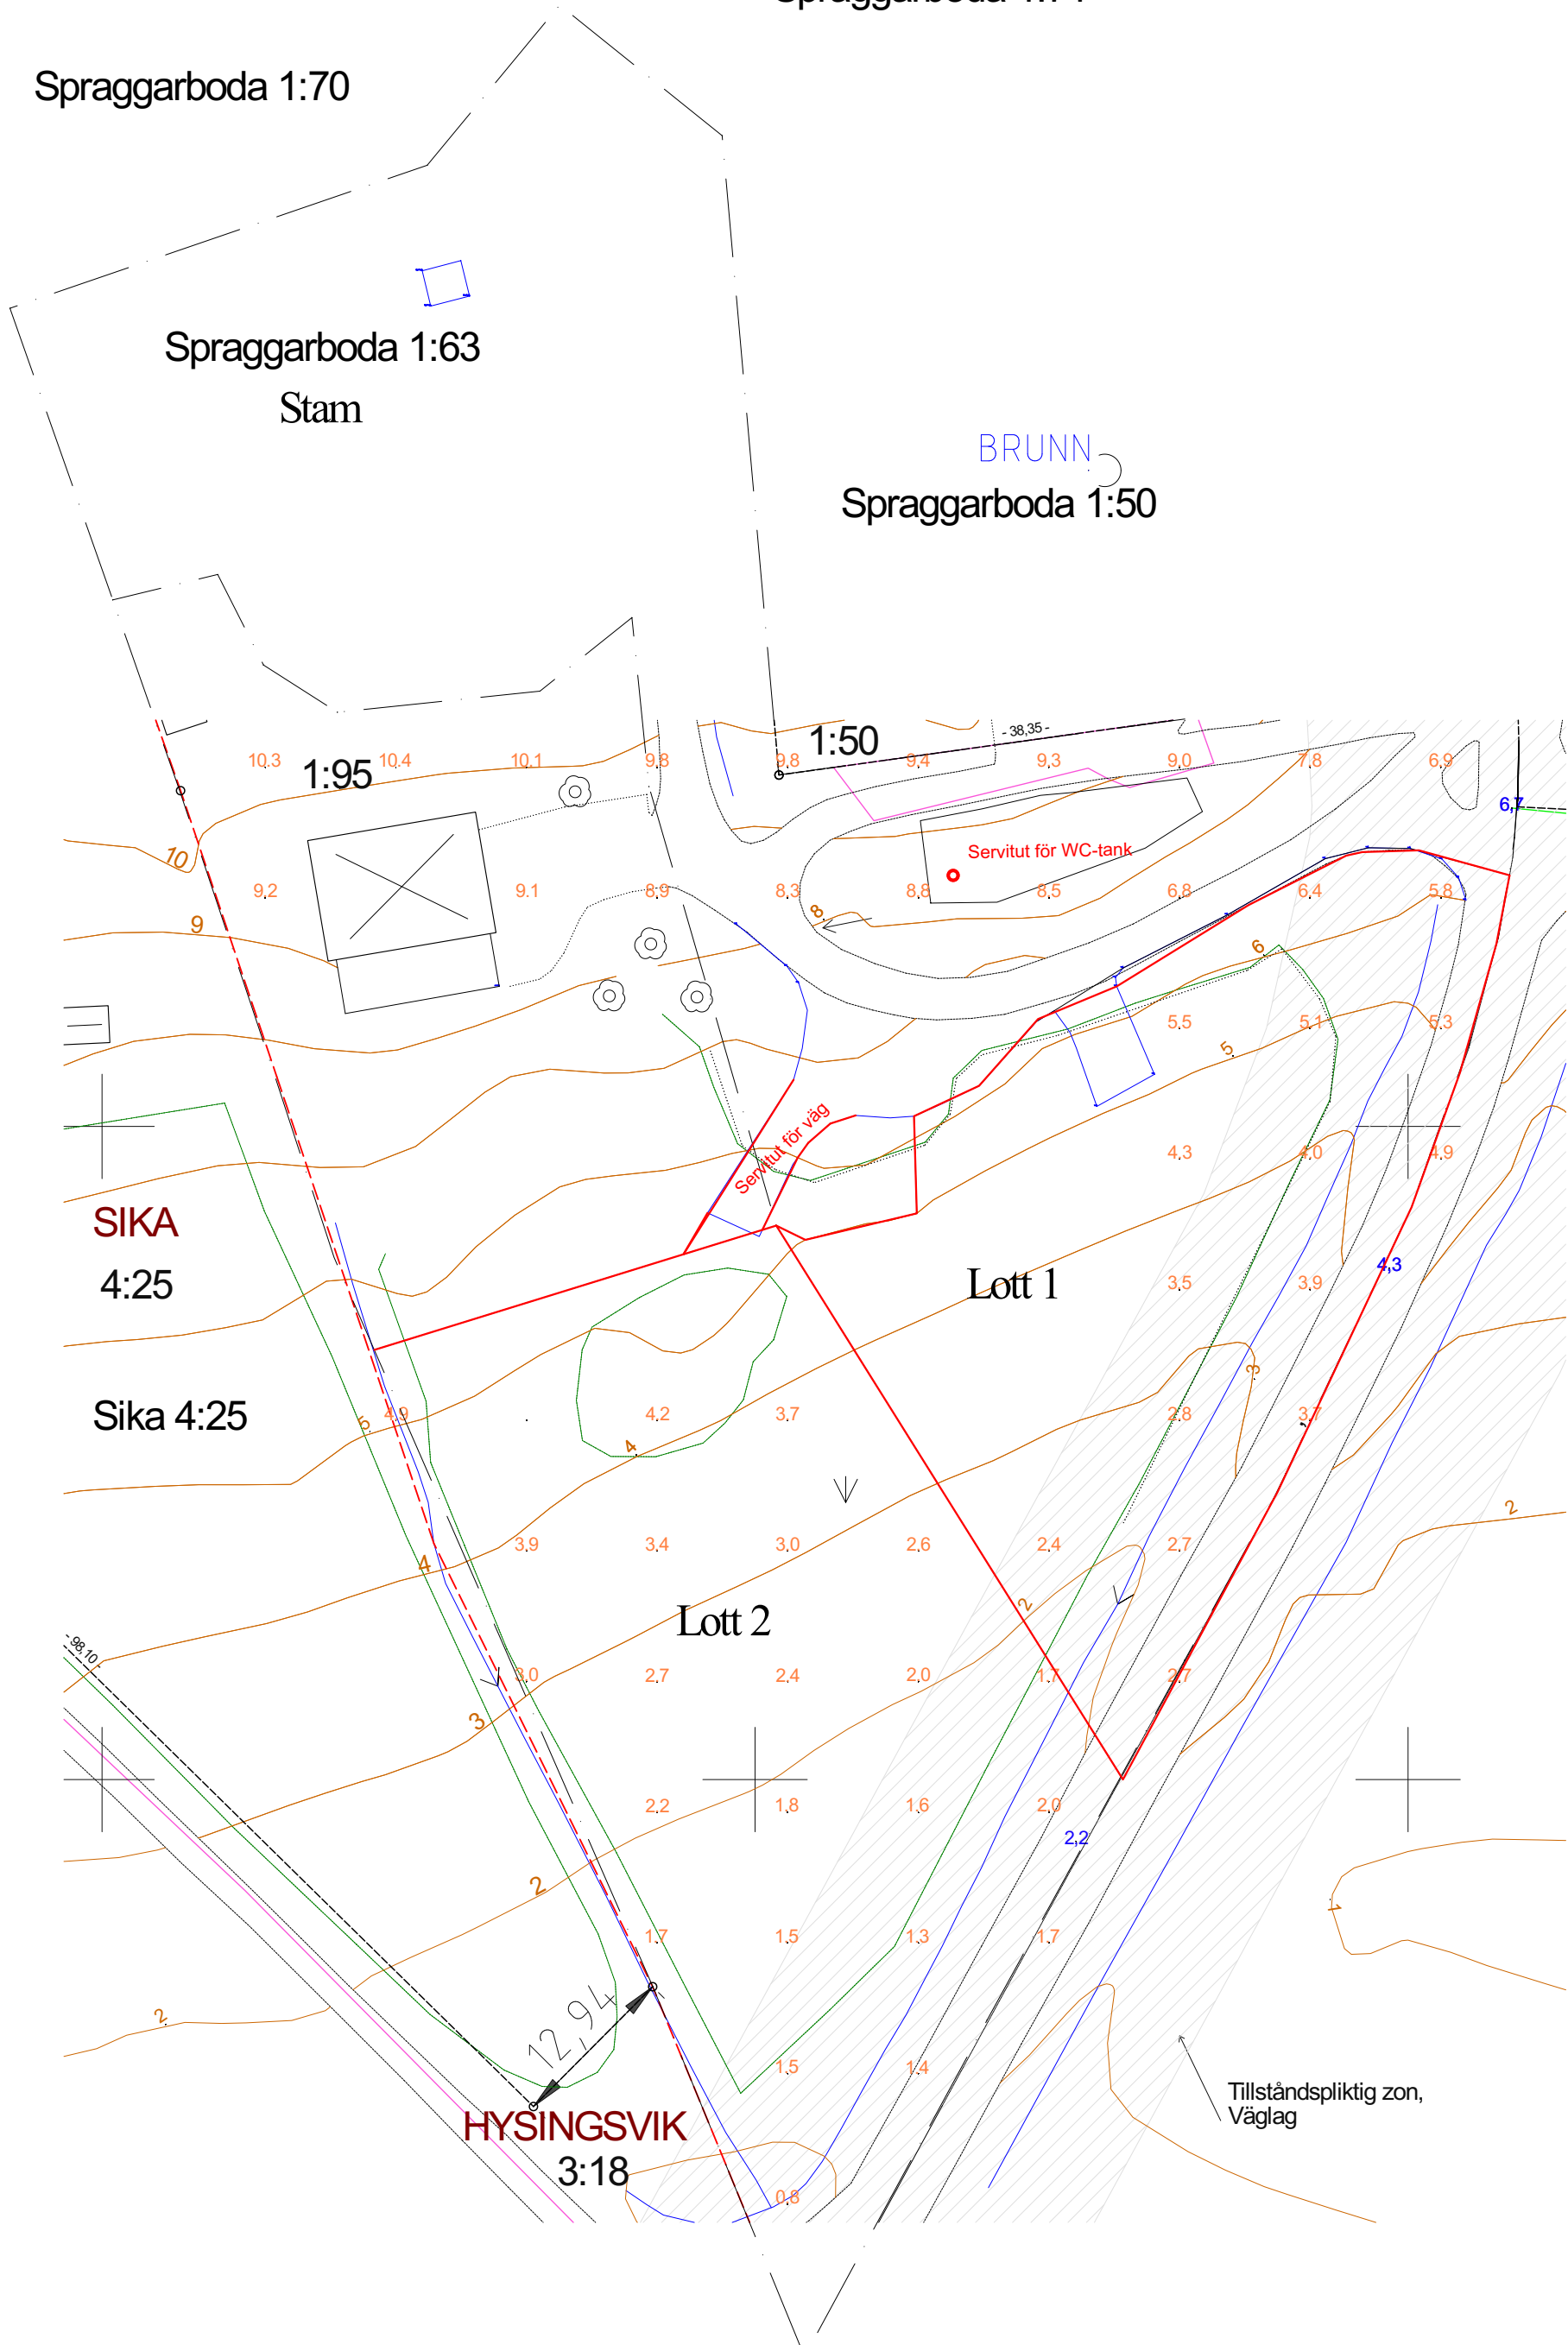 Spraggarboda 1:70
Spraggarboda 1:63
Stam
BRUNN
Spraggarboda 1:50
1:50
- 38,35 -
10.3 10.4 10.1 9.8 9.8 9.4 9.3 9.0 7.8 6.9
1:95
6,7
Servitut för WC-tank
10
9.2 9.1 8.9 8.3 8.8 8.5 6.8 6.4 5.8
9
8
6
5.5 5.1 5.3
5
Servitut för väg
4.3 4.0 4.9
SIKA
4:25
4,3
Lott 1
3.5 3.9
3
Sika 4:25
5
4.9 4.2 3.7 2.8 3.7
4
2
3.9 3.4 3.0 2.6 2.4 2.7
4
2
Lott 2
- 98,10
3.0 2.7 2.4 2.0 1.7 2.7
3
2.2 1.8 1.6 2.0
2,2
2
1
1.7 1.5 1.3 1.7
2
12,94
1.5 1.4
Tillståndspliktig zon,
Väglag
HYSINGSVIK
3:18
0.8